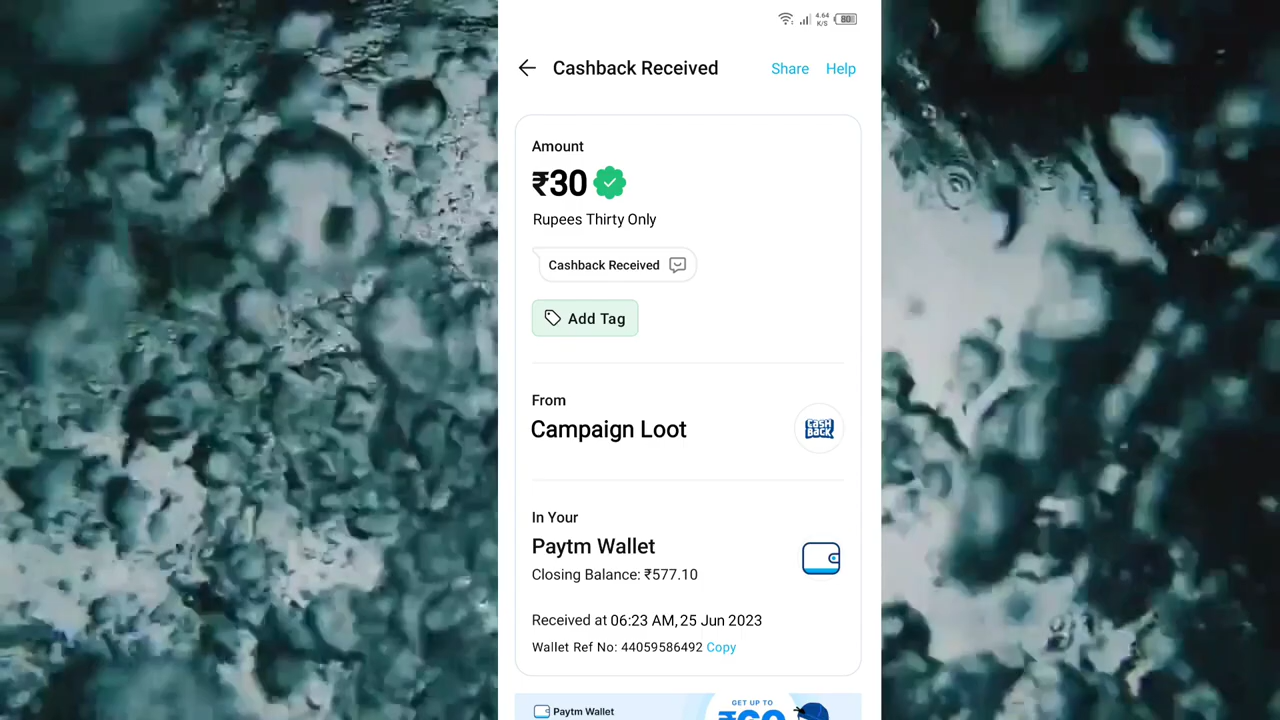 4.64
K/S
80
Cashback Received
Share
Help
Amount
₹30
Rupees Thirty Only
Cashback Received
Add Tag
From
Campaign Loot
CASH
BACK
In Your
Paytm Wallet
Closing Balance: ₹577.10
Received at 06:23 AM, 25 Jun 2023
Wallet Ref No: 44059586492 Copy
Paytm Wallet
GET UP TO